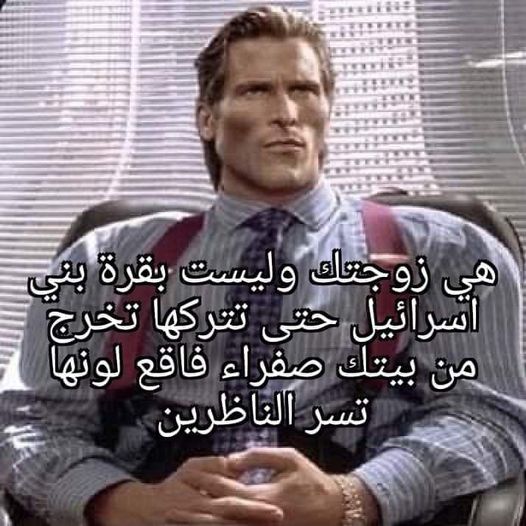 هي زوجتك وليست بقرة بني
اسرائيل حتى تتركها تخرج
من بيتك صفراء فاقع لونها
تسر الناظرين